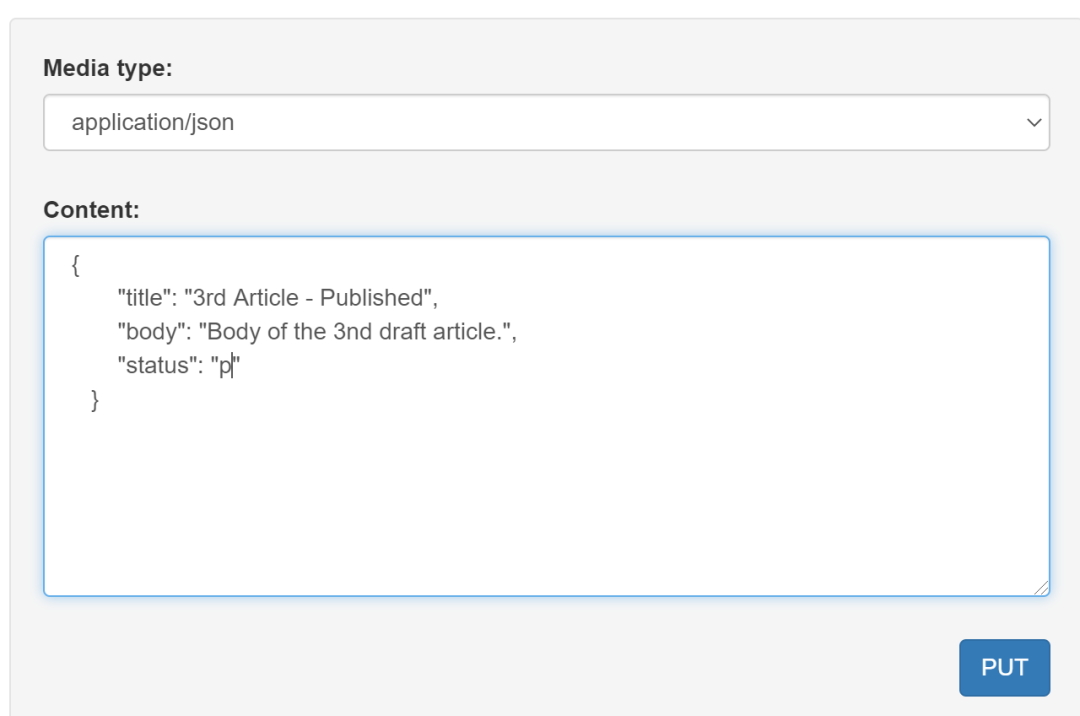 Media type:
application/json
Content:
{
"title": "3rd Article - Published",
"body": "Body of the 3nd draft article.",
"status": "p"
}
PUT